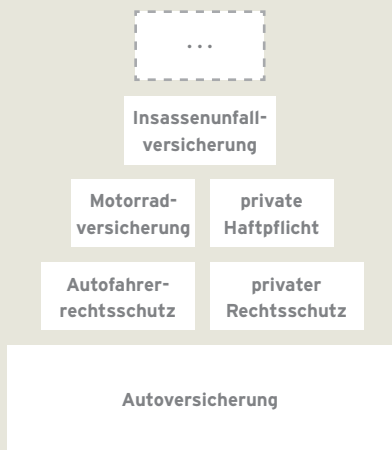 ...
Insassenunfall-
versicherung
Motorrad-
versicherung
private
Haftpflicht
Autofahrer-
rechtsschutz
privater
Rechtsschutz
Autoversicherung